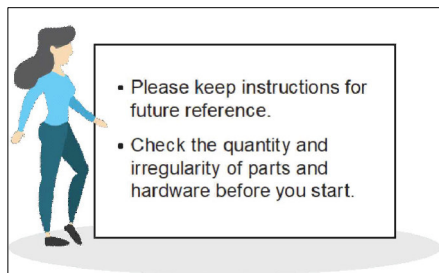 ▪ Please keep instructions for
future reference.
▪ Check the quantity and
irregularity of parts and
hardware before you start.